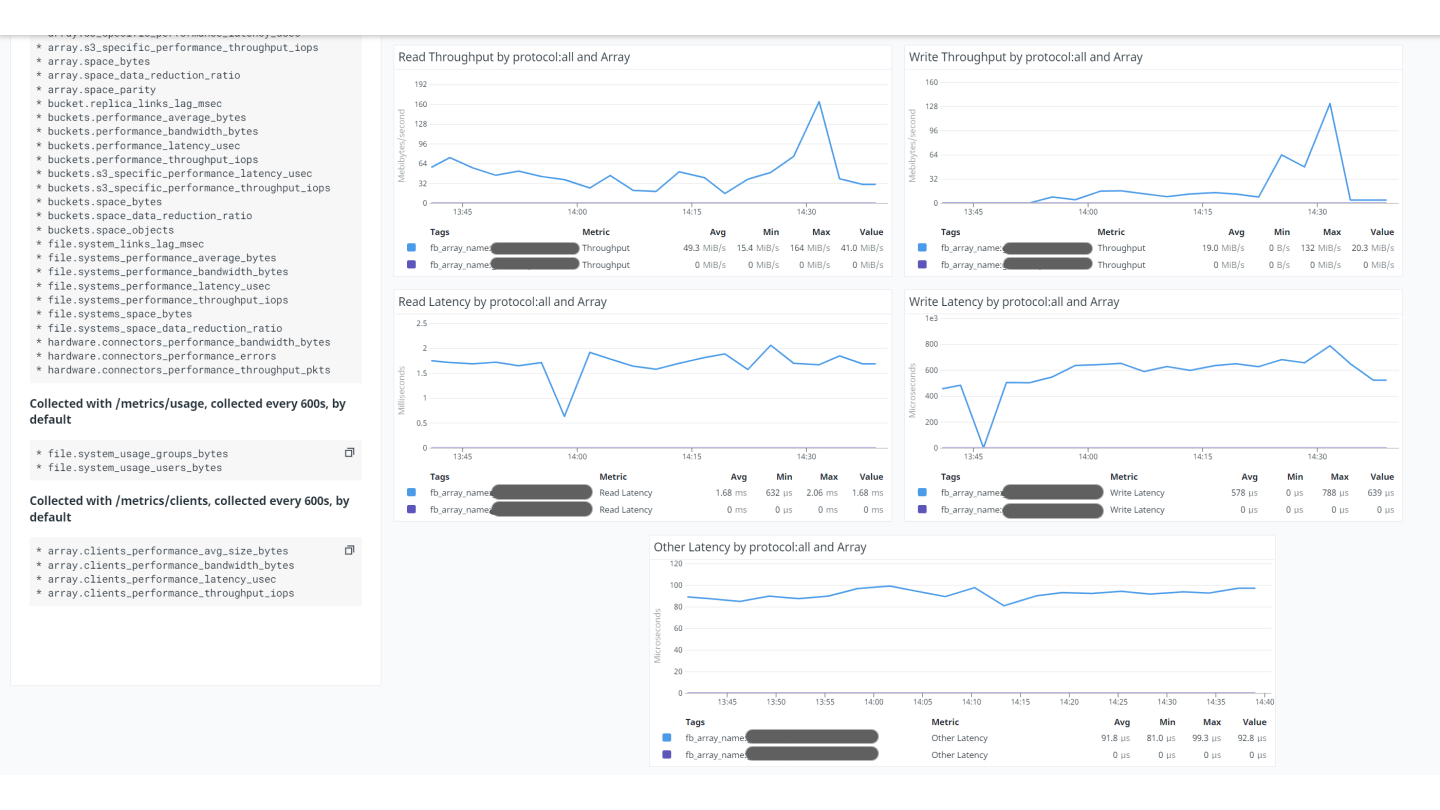 * array.s3_specific_performance_latency_usec
* array.s3_specific_performance_throughput_iops
* array.space_bytes
* array.space_data_reduction_ratio
* array.space_parity
* bucket.replica_links_lag_msec
* buckets.performance_average_bytes
* buckets.performance_bandwidth_bytes
* buckets.performance_latency_usec
* buckets.performance_throughput_iops
* buckets.s3_specific_performance_latency_usec
* buckets.s3_specific_performance_throughput_iops
* buckets.space_bytes
* buckets.space_data_reduction_ratio
* buckets.space_objects
* file.system_links_lag_msec
* file.systems_performance_average_bytes
* file.systems_performance_bandwidth_bytes
* file.systems_performance_latency_usec
* file.systems_performance_throughput_iops
* file.systems_space_bytes
* file.systems_space_data_reduction_ratio
* hardware.connectors_performance_bandwidth_bytes
* hardware.connectors_performance_errors
* hardware.connectors_performance_throughput_pkts
Collected with /metrics/usage, collected every 600s, by
default
* file.system_usage_groups_bytes
* file.system_usage_users_bytes
Collected with /metrics/clients, collected every 600s, by
default
* array.clients_performance_avg_size_bytes
* array.clients_performance_bandwidth_bytes
* array.clients_performance_latency_usec
* array.clients_performance_throughput_iops
Read Throughput by protocol:all and Array
Mebibytes/second
192
160
128
96
64
32
0
13:45 14:00 14:15 14:30
Tags Metric Avg Min Max Value
fb_array_name: Throughput 49.3 MiB/s 15.4 MiB/s 164 MiB/s 41.0 MiB/s
fb_array_name: Throughput 0 MiB/s 0 MiB/s 0 MiB/s 0 MiB/s
Write Throughput by protocol:all and Array
Mebibytes/second
160
128
96
64
32
0
13:45 14:00 14:15 14:30
Tags Metric Avg Min Max Value
fb_array_name: Throughput 19.0 MiB/s 0 B/s 132 MiB/s 20.3 MiB/s
fb_array_name: Throughput 0 MiB/s 0 B/s 0 MiB/s 0 MiB/s
Read Latency by protocol:all and Array
Milliseconds
2.5
2
1.5
1
0.5
0
13:45 14:00 14:15 14:30
Tags Metric Avg Min Max Value
fb_array_name: Read Latency 1.68 ms 632 µs 2.06 ms 1.68 ms
fb_array_name: Read Latency 0 ms 0 µs 0 ms 0 ms
Write Latency by protocol:all and Array
Microseconds
1e3
800
600
400
200
0
13:45 14:00 14:15 14:30
Tags Metric Avg Min Max Value
fb_array_name: Write Latency 578 µs 0 µs 788 µs 639 µs
fb_array_name: Write Latency 0 µs 0 µs 0 µs 0 µs
Other Latency by protocol:all and Array
Microseconds
120
100
80
60
40
20
0
13:45 13:50 13:55 14:00 14:05 14:10 14:15 14:20 14:25 14:30 14:35 14:40
Tags Metric Avg Min Max Value
fb_array_name: Other Latency 91.8 µs 81.0 µs 99.3 µs 92.8 µs
fb_array_name: Other Latency 0 µs 0 µs 0 µs 0 µs